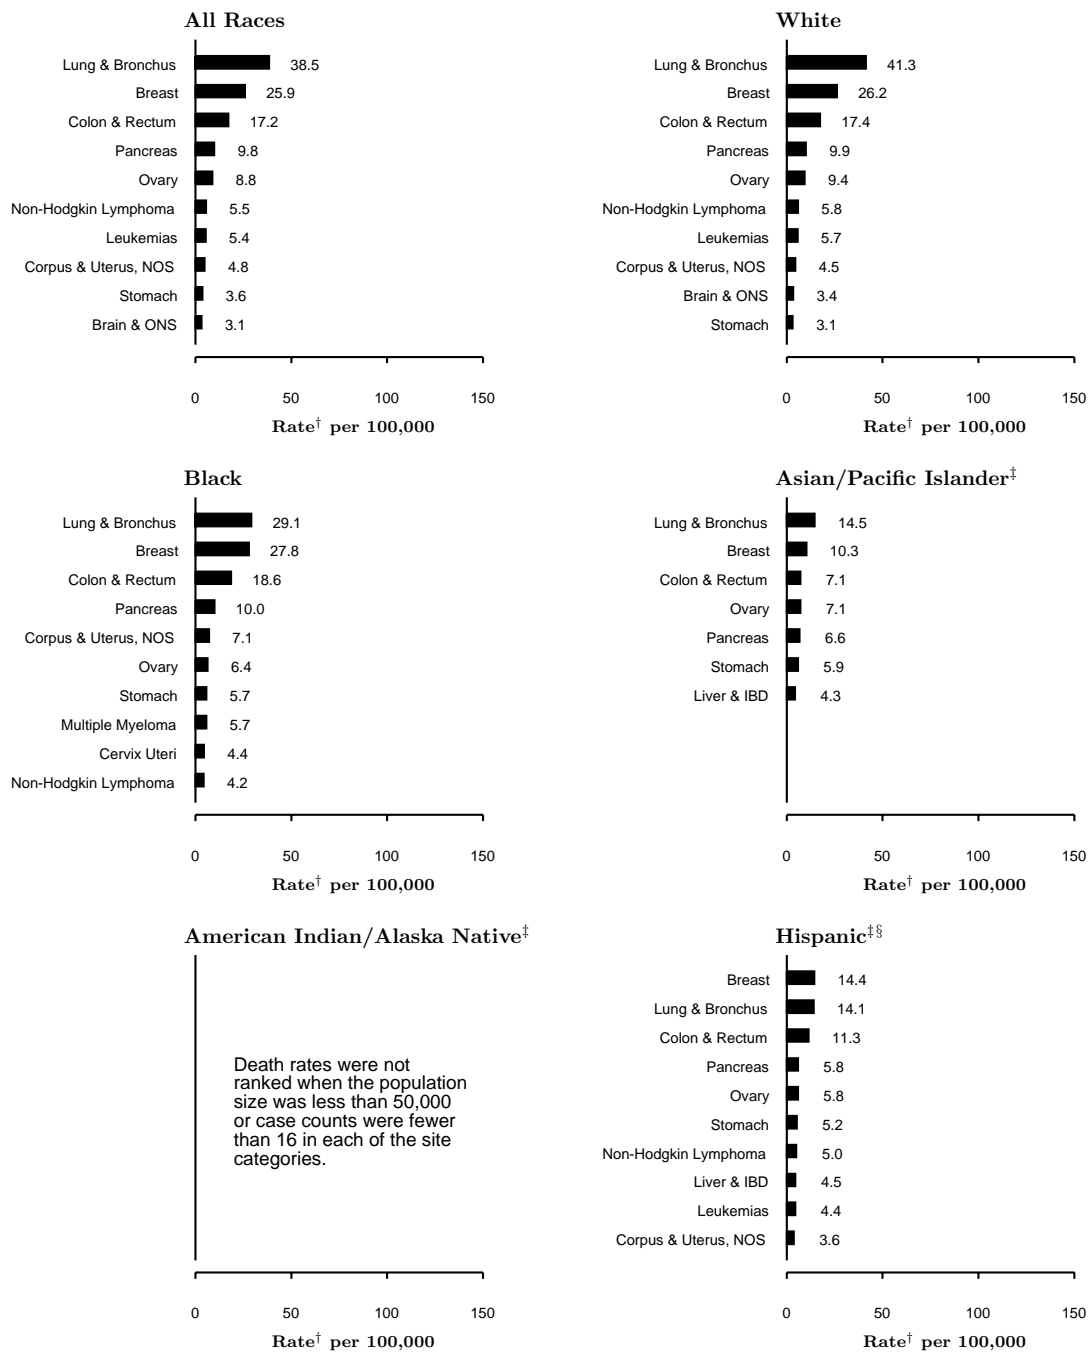 All Races
Lung & Bronchus 38.5
Breast 25.9
Colon & Rectum 17.2
Pancreas 9.8
Ovary 8.8
Non-Hodgkin Lymphoma 5.5
Leukemias 5.4
Corpus & Uterus, NOS 4.8
Stomach 3.6
Brain & ONS 3.1
0 50 100 150
Rate† per 100,000
White
Lung & Bronchus 41.3
Breast 26.2
Colon & Rectum 17.4
Pancreas 9.9
Ovary 9.4
Non-Hodgkin Lymphoma 5.8
Leukemias 5.7
Corpus & Uterus, NOS 4.5
Brain & ONS 3.4
Stomach 3.1
0 50 100 150
Rate† per 100,000
Black
Lung & Bronchus 29.1
Breast 27.8
Colon & Rectum 18.6
Pancreas 10.0
Corpus & Uterus, NOS 7.1
Ovary 6.4
Stomach 5.7
Multiple Myeloma 5.7
Cervix Uteri 4.4
Non-Hodgkin Lymphoma 4.2
0 50 100 150
Rate† per 100,000
Asian/Pacific Islander‡
Lung & Bronchus 14.5
Breast 10.3
Colon & Rectum 7.1
Ovary 7.1
Pancreas 6.6
Stomach 5.9
Liver & IBD 4.3
0 50 100 150
Rate† per 100,000
American Indian/Alaska Native‡
Death rates were not
ranked when the population
size was less than 50,000
or case counts were fewer
than 16 in each of the site
categories.
0 50 100 150
Rate† per 100,000
Hispanic‡§
Breast 14.4
Lung & Bronchus 14.1
Colon & Rectum 11.3
Pancreas 5.8
Ovary 5.8
Stomach 5.2
Non-Hodgkin Lymphoma 5.0
Liver & IBD 4.5
Leukemias 4.4
Corpus & Uterus, NOS 3.6
0 50 100 150
Rate† per 100,000